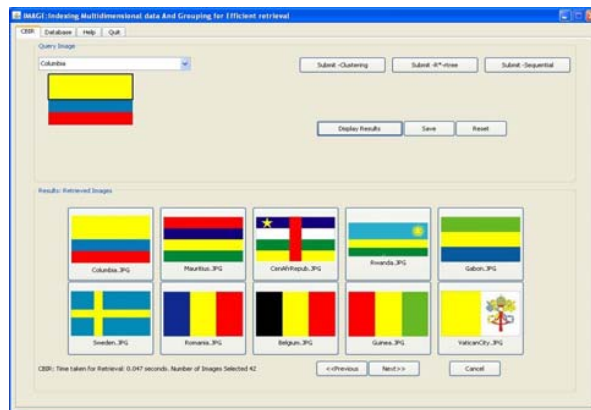 IMAGE:Indexing Multidimensional data And Grouping for Efficient retrieval
CBIR Database Help Quit
Query Image
Columbia
Submit -Clustering Submit -R*-rtree Submit -Sequential
Display Results Save Reset
Results: Retrieved Images
Columbia.JPG Mauritius.JPG CenAfrRepub.JPG Rwanda.JPG Gabon.JPG
Sweden.JPG Romania.JPG Belgium.JPG Guinea.JPG VaticanCity.JPG
CBIR: Time taken for Retrieval: 0.047 seconds. Number of Images Selected 42
<<Previous Next>> Cancel